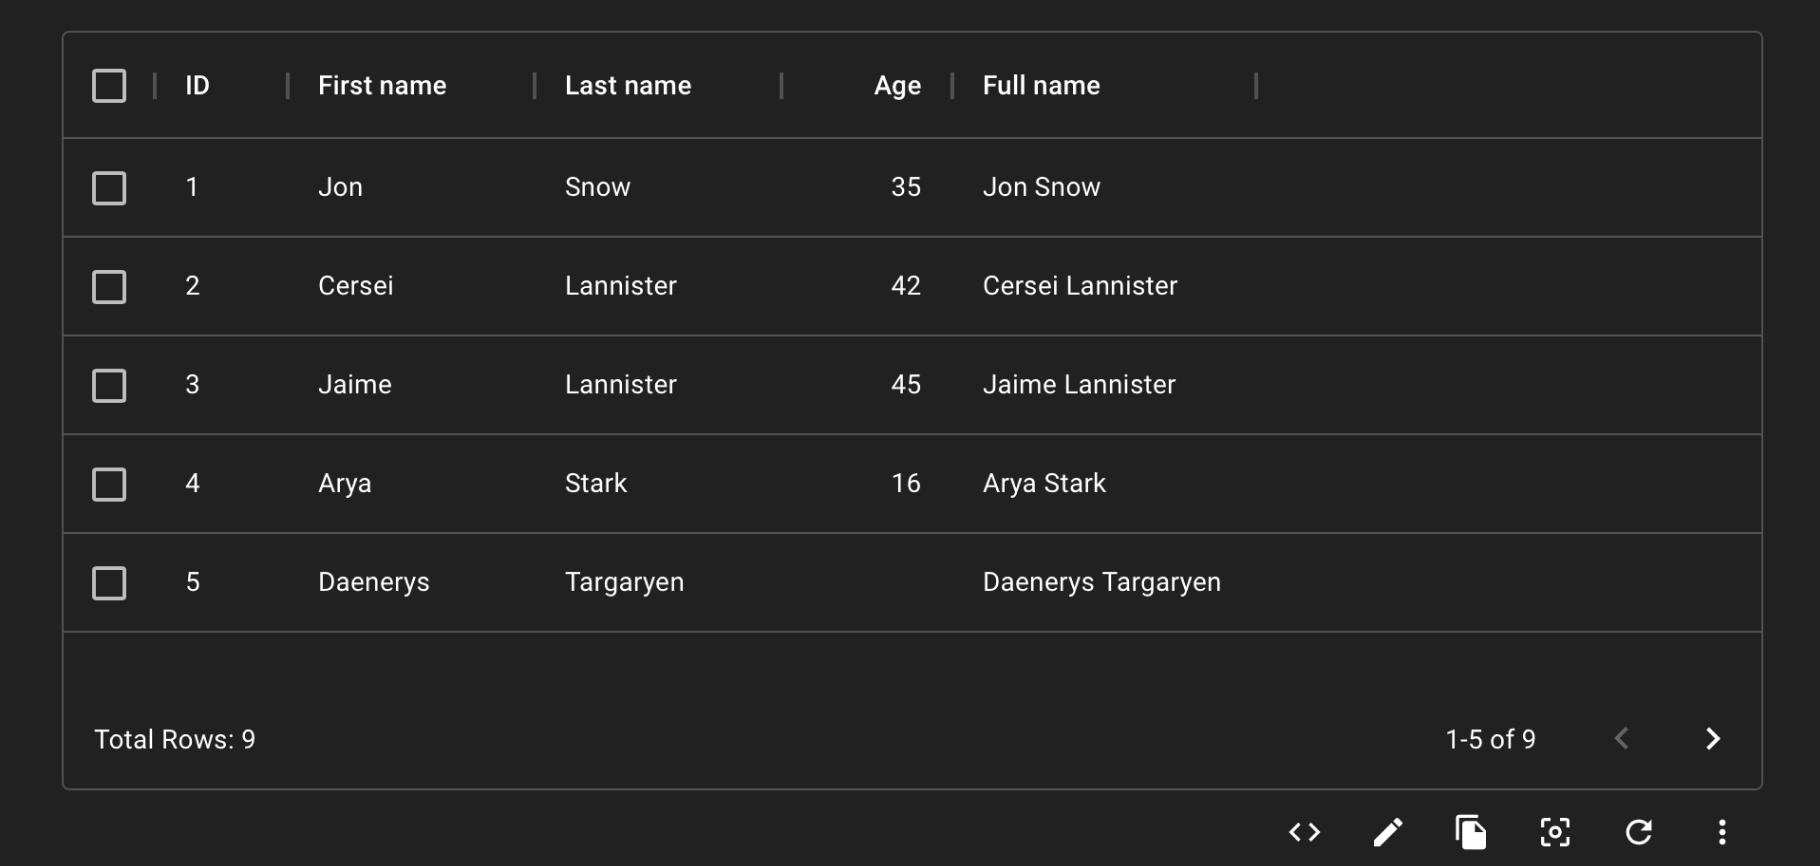 ID First name Last name Age Full name
1 Jon Snow 35 Jon Snow
2 Cersei Lannister 42 Cersei Lannister
3 Jaime Lannister 45 Jaime Lannister
4 Arya Stark 16 Arya Stark
5 Daenerys Targaryen Daenerys Targaryen
Total Rows: 9 1-5 of 9